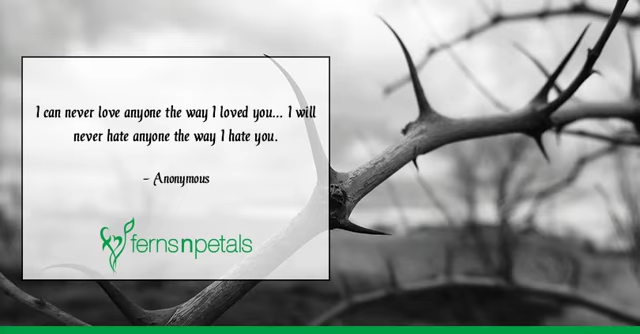 I can never love anyone the way I loved you... I will
never hate anyone the way I hate you.
- Anonymous
fernsnpetals